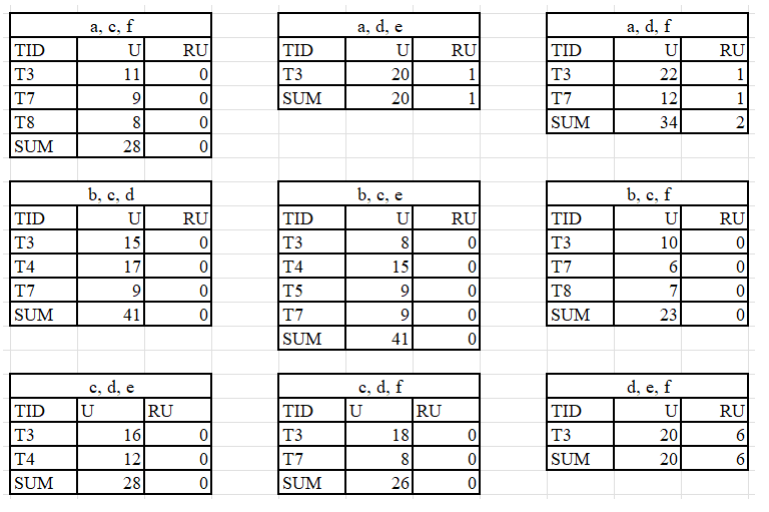 a, c, f a, d, e a, d, f
TID U RU TID U RU TID U RU
T3 11 0 T3 20 1 T3 22 1
T7 9 0 SUM 20 1 T7 12 1
T8 8 0 SUM 34 2
SUM 28 0
b, c, d b, c, e b, c, f
TID U RU TID U RU TID U RU
T3 15 0 T3 8 0 T3 10 0
T4 17 0 T4 15 0 T7 6 0
T7 9 0 T5 9 0 T8 7 0
SUM 41 0 T7 9 0 SUM 23 0
SUM 41 0
c, d, e c, d, f d, e, f
TID U RU TID U RU TID U RU
T3 16 0 T3 18 0 T3 20 6
T4 12 0 T7 8 0 SUM 20 6
SUM 28 0 SUM 26 0